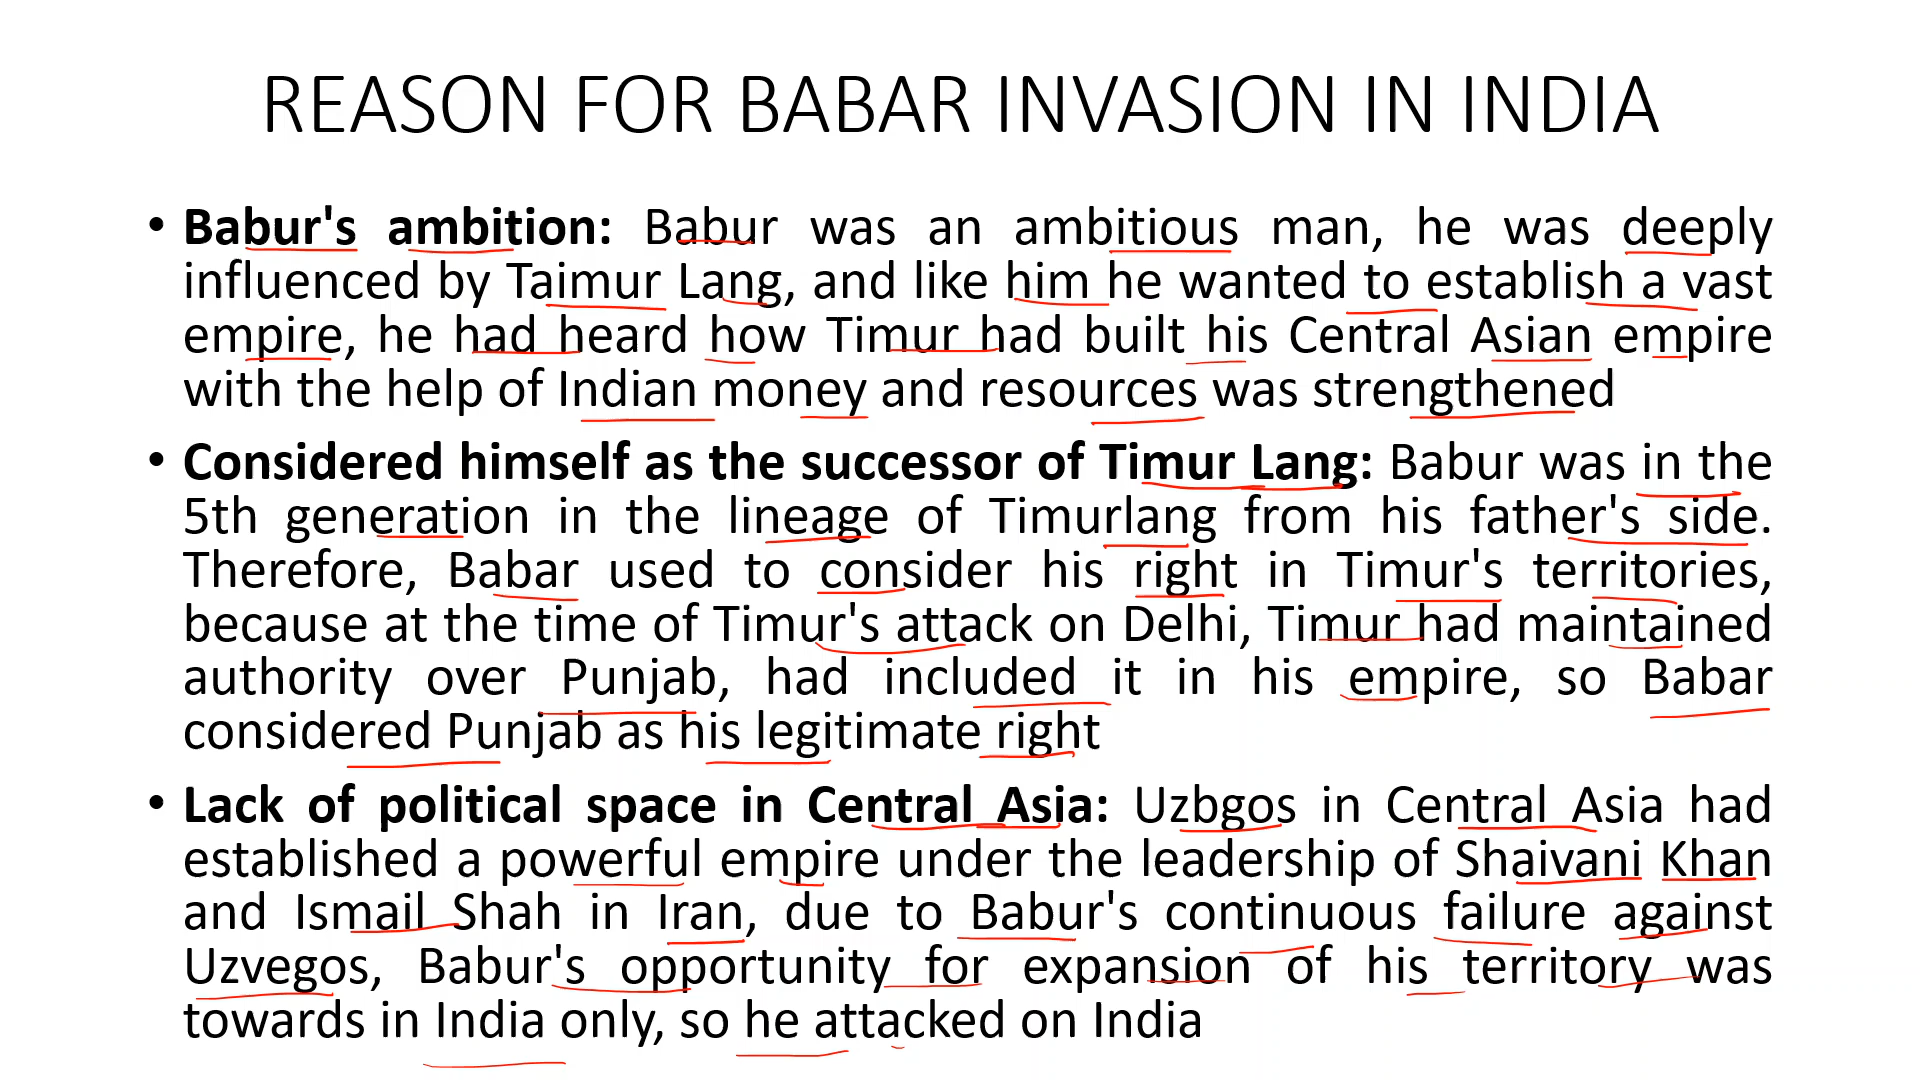 REASON FOR BABAR INVASION IN INDIA
• Babur's ambition: Babur was an ambitious man, he was deeply
influenced by Taimur Lang, and like him he wanted to establish a vast
empire, he had heard how Timur had built his Central Asian empire
with the help of Indian money and resources was strengthened
• Considered himself as the successor of Timur Lang: Babur was in the
5th generation in the lineage of Timurlang from his father's side.
Therefore, Babar used to consider his right in Timur's territories,
because at the time of Timur's attack on Delhi, Timur had maintained
authority over Punjab, had included it in his empire, so Babar
considered Punjab as his legitimate right
• Lack of political space in Central Asia: Uzbgos in Central Asia had
established a powerful empire under the leadership of Shaivani Khan
and Ismail Shah in Iran, due to Babur's continuous failure against
Uzvegos, Babur's opportunity for expansion of his territory was
towards in India only, so he attacked on India